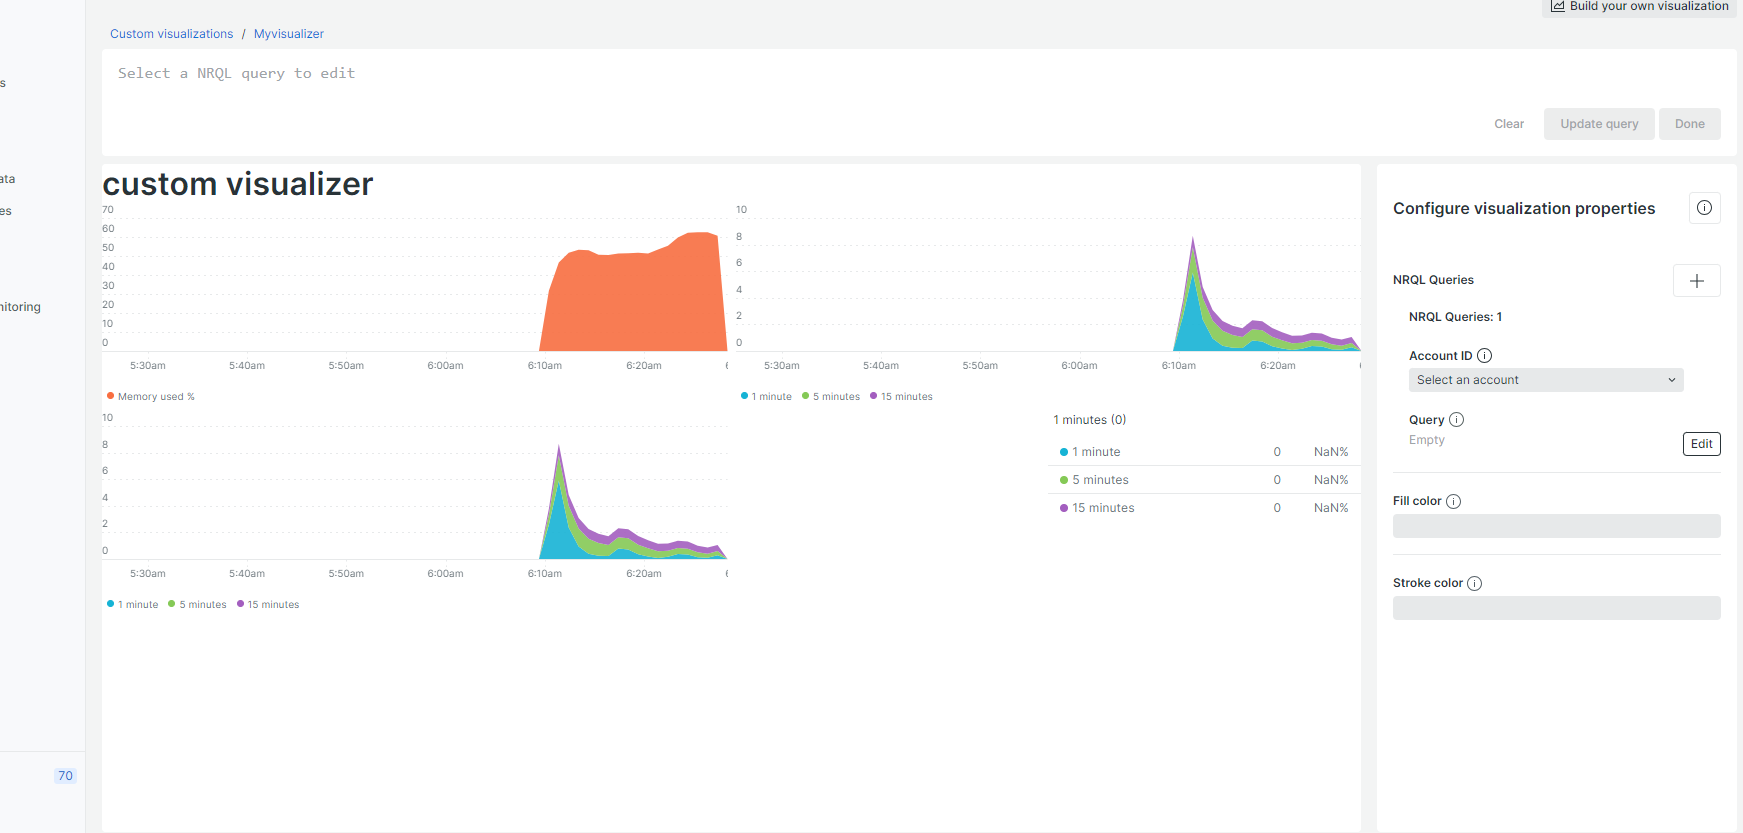 Build your own visualization
Custom visualizations / Myvisualizer
Select a NRQL query to edit
Clear Update query Done
s
ata
es
nitoring
70
custom visualizer
70
60
50
40
30
20
10
0
5:30am 5:40am 5:50am 6:00am 6:10am 6:20am
Memory used %
10
8
6
4
2
0
5:30am 5:40am 5:50am 6:00am 6:10am 6:20am
1 minute 5 minutes 15 minutes
10
8
6
4
2
0
5:30am 5:40am 5:50am 6:00am 6:10am 6:20am
1 minute 5 minutes 15 minutes
1 minutes (0)
1 minute 0 NaN%
5 minutes 0 NaN%
15 minutes 0 NaN%
Configure visualization properties
NRQL Queries
NRQL Queries: 1
Account ID
Select an account
Query
Empty
Edit
Fill color
Stroke color